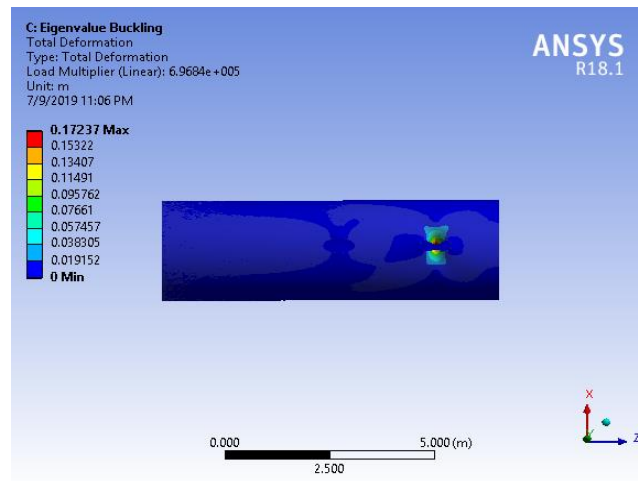 C: Eigenvalue Buckling
Total Deformation
Type: Total Deformation
Load Multiplier (Linear): 6.9684e+005
Unit: m
7/9/2019 11:06 PM
ANSYS
R18.1
0.17237 Max
0.15322
0.13407
0.11491
0.095762
0.07661
0.057457
0.038305
0.019152
0 Min
0.000
5.000 (m)
2.500
X
Y
Z